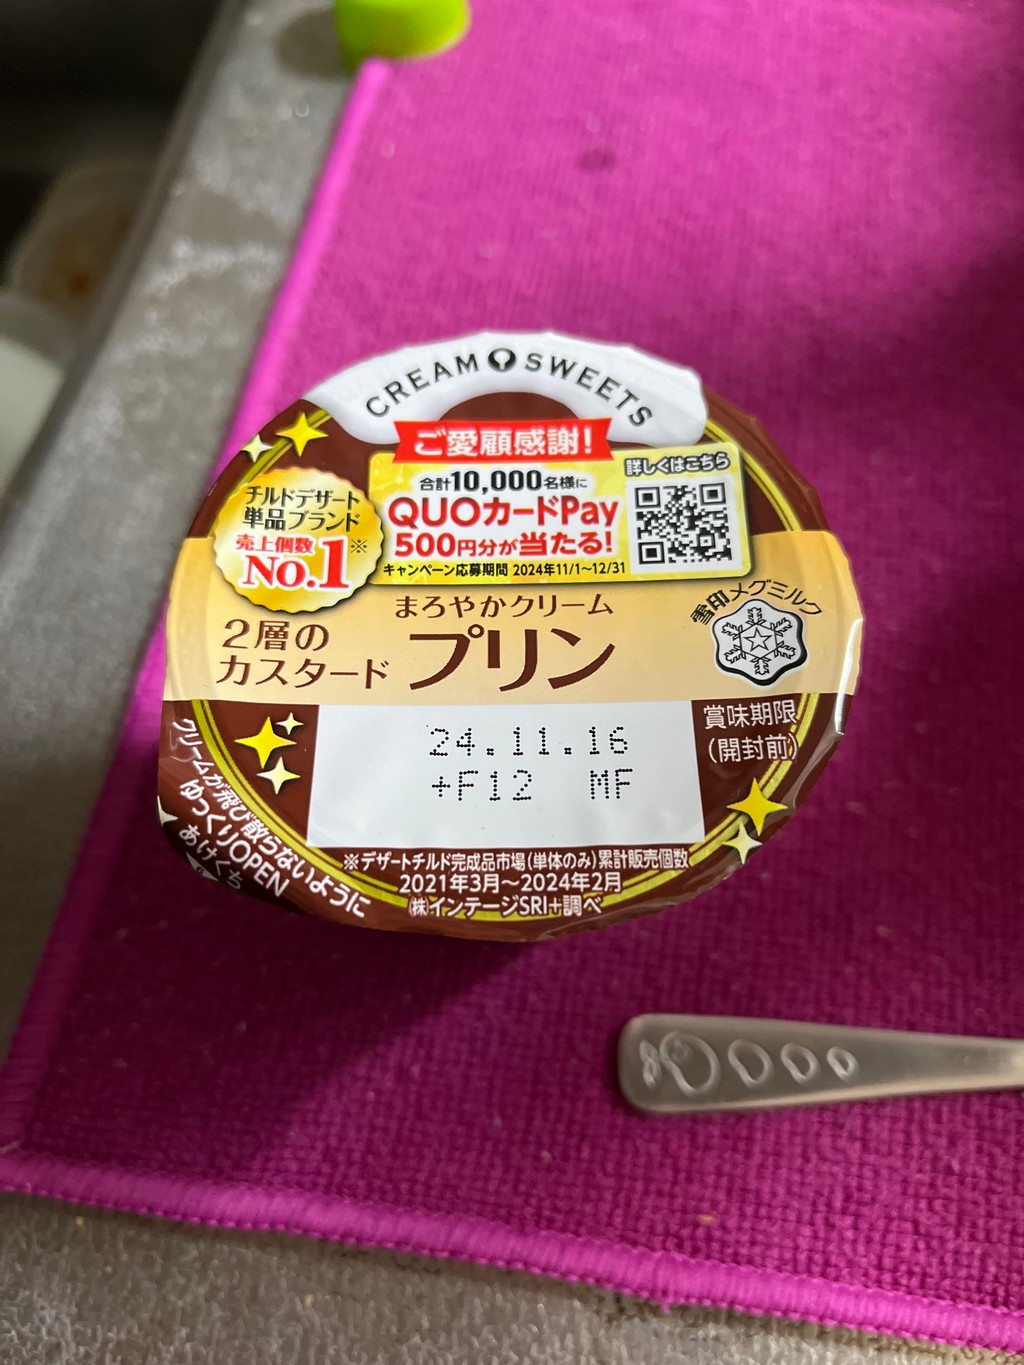 CREAM SWEETS
ご愛顧感謝!
合計10,000名様に
QUOカードPay
500円分が当たる!
キャンペーン応募期間 2024年11/1~12/31
詳しくはこちら
チルドデザート
単品ブランド
売上個数※
No.1
まろやかクリーム
2層の
カスタード
プリン
雪印メグミルク
賞味期限
(開封前)
24.11.16
+F12 MF
クリームが飛び散らないように
ゆっくりOPEN
あけくち
※デザートチルド完成品市場(単体のみ)累計販売個数
2021年3月~2024年2月
㈱インテージSRI+調べ